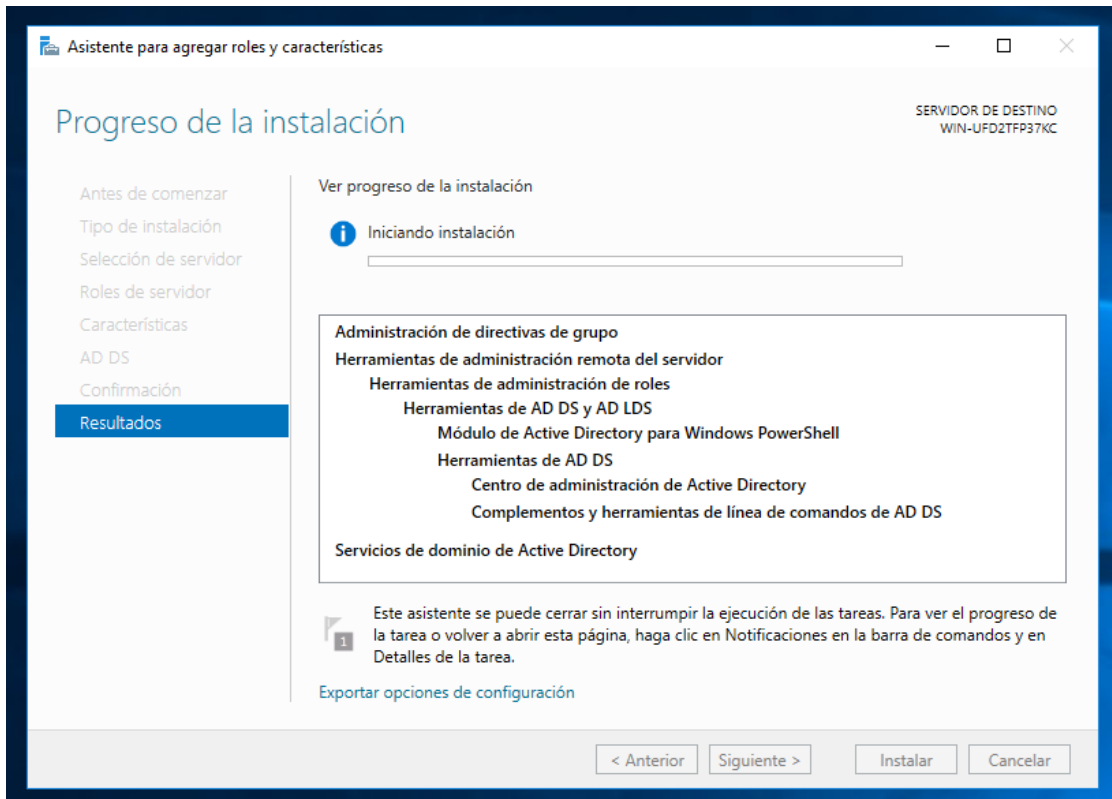 Asistente para agregar roles y características
Progreso de la instalación
SERVIDOR DE DESTINO
WIN-UFD2TFP37KC
Antes de comenzar
Tipo de instalación
Selección de servidor
Roles de servidor
Características
AD DS
Confirmación
Resultados
Ver progreso de la instalación
Iniciando instalación
Administración de directivas de grupo
Herramientas de administración remota del servidor
Herramientas de administración de roles
Herramientas de AD DS y AD LDS
Módulo de Active Directory para Windows PowerShell
Herramientas de AD DS
Centro de administración de Active Directory
Complementos y herramientas de línea de comandos de AD DS
Servicios de dominio de Active Directory
1
Este asistente se puede cerrar sin interrumpir la ejecución de las tareas. Para ver el progreso de
la tarea o volver a abrir esta página, haga clic en Notificaciones en la barra de comandos y en
Detalles de la tarea.
Exportar opciones de configuración
< Anterior
Siguiente >
Instalar
Cancelar